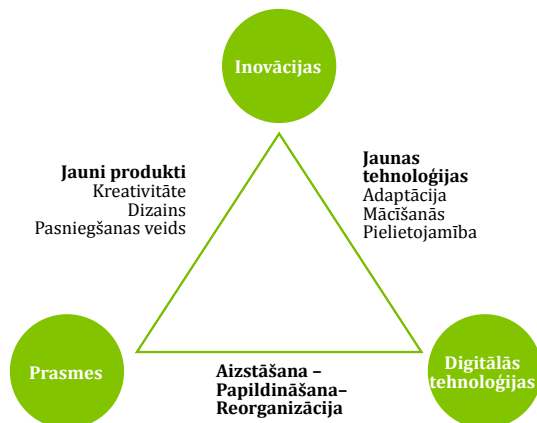 Inovācijas
Jauni produkti
Kreativitāte
Dizains
Pasniegšanas veids
Jaunas
tehnoloģijas
Adaptācija
Mācīšanās
Pielietojamība
Prasmes
Aizstāšana –
Papildināšana–
Reorganizācija
Digitālās
tehnoloģijas